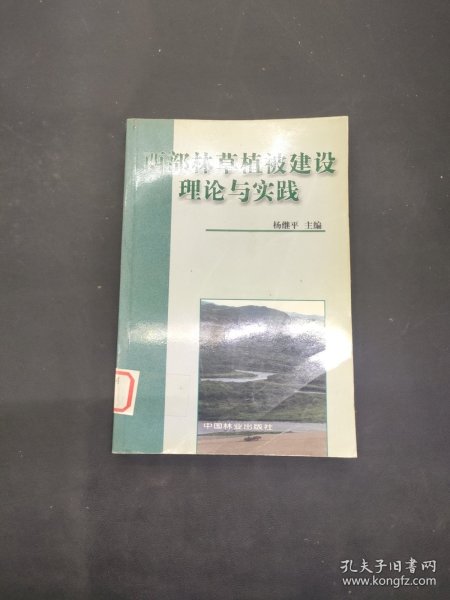 西部林草植被建设
理论与实践
杨继平 主编
中国林业出版社
孔夫子旧书网
www.kongfz.com